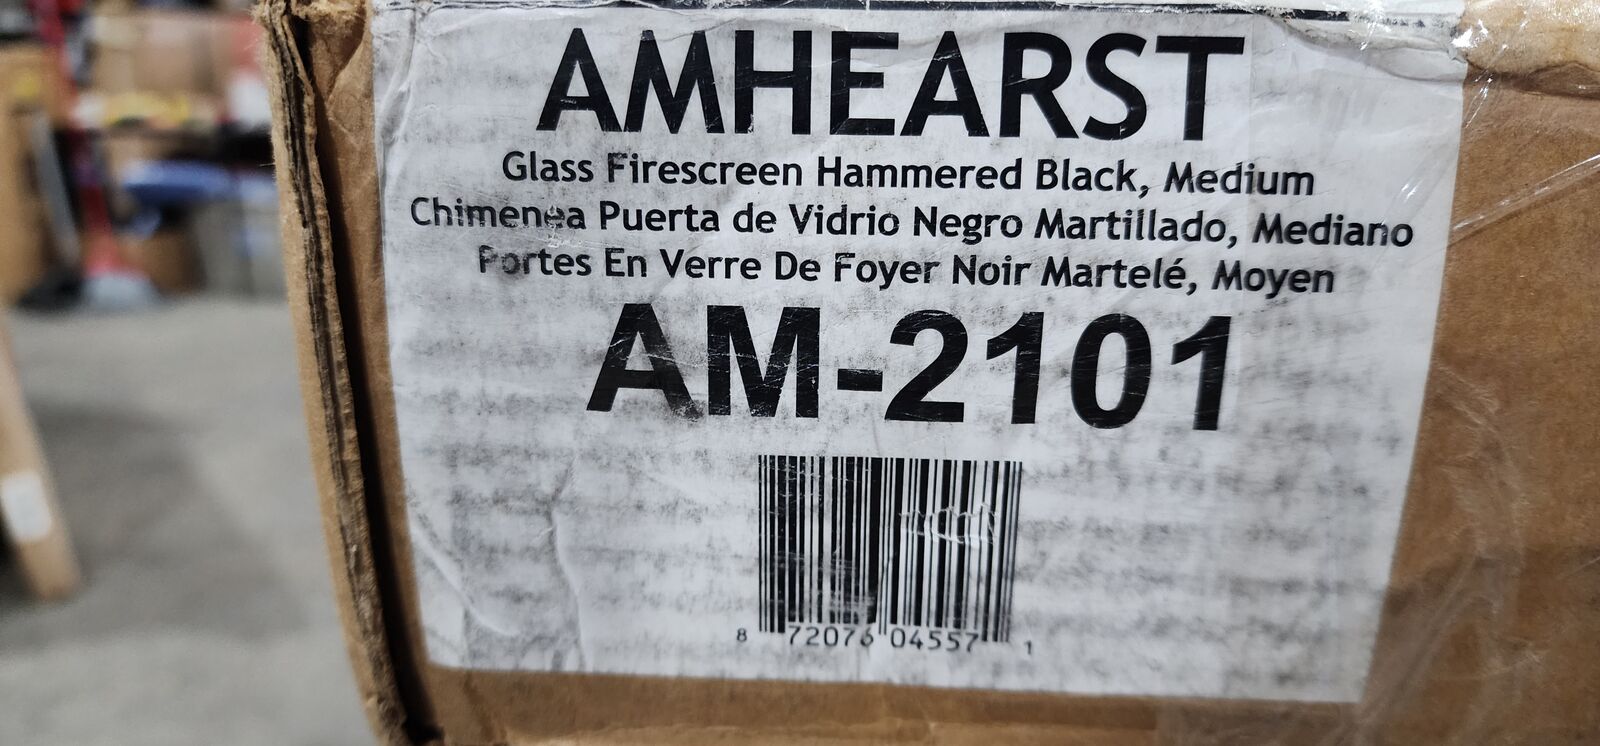 AMHEARST
Glass Firescreen Hammered Black, Medium
Chimenea Puerta de Vidrio Negro Martillado, Mediano
Portes En Verre De Foyer Noir Martelé, Moyen
AM-2101
8 72076 04557 1